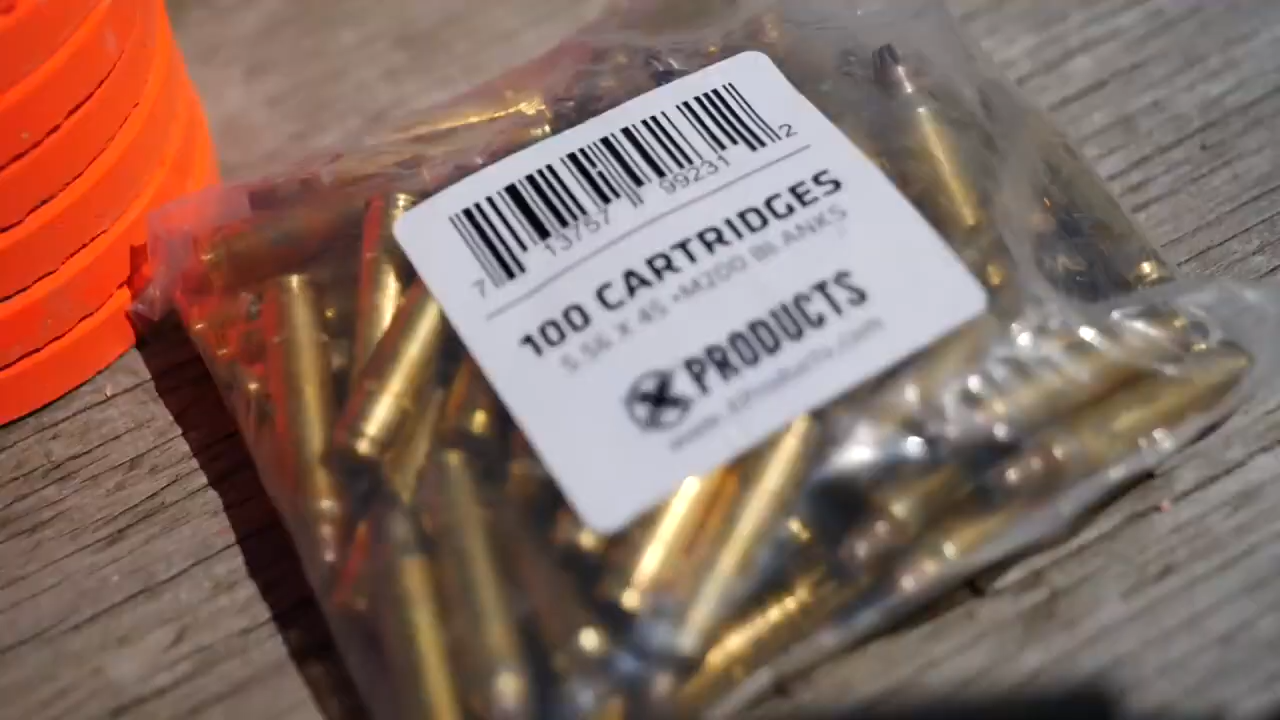 7 13757 99231 2
100 CARTRIDGES
5.56 X 45 •M200 BLANKS
X PRODUCTS